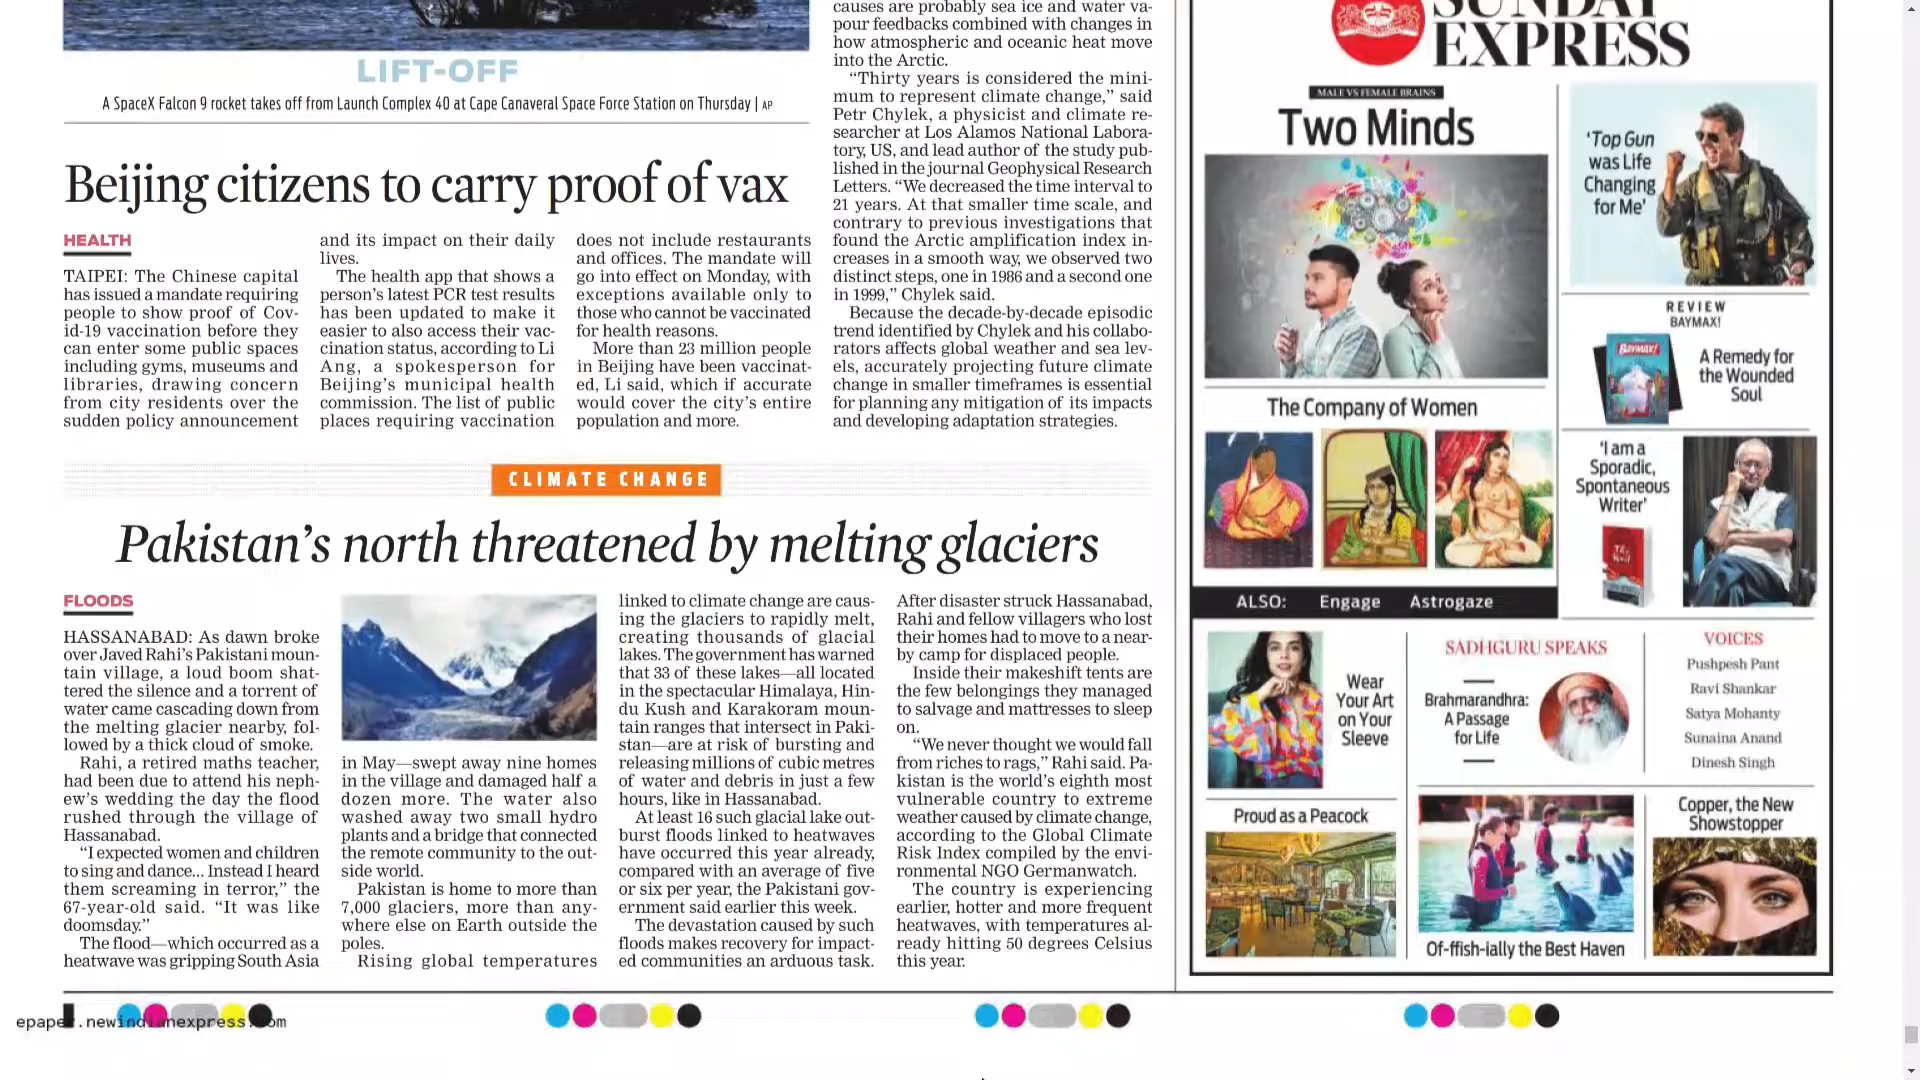 LIFT-OFF
A SpaceX Falcon 9 rocket takes off from Launch Complex 40 at Cape Canaveral Space Force Station on Thursday | AP
Beijing citizens to carry proof of vax
HEALTH
TAIPEI: The Chinese capital
has issued a mandate requiring
people to show proof of Cov-
id-19 vaccination before they
can enter some public spaces
including gyms, museums and
libraries, drawing concern
from city residents over the
sudden policy announcement
and its impact on their daily
lives.
The health app that shows a
person's latest PCR test results
has been updated to make it
easier to also access their vac-
cination status, according to Li
Ang, a spokesperson for
Beijing's municipal health
commission. The list of public
places requiring vaccination
does not include restaurants
and offices. The mandate will
go into effect on Monday, with
exceptions available only to
those who cannot be vaccinated
for health reasons.
More than 23 million people
in Beijing have been vaccinat-
ed, Li said, which if accurate
would cover the city's entire
population and more.
causes are probably sea ice and water va-
pour feedbacks combined with changes in
how atmospheric and oceanic heat move
into the Arctic.
“Thirty years is considered the mini-
mum to represent climate change,” said
Petr Chylek, a physicist and climate re-
searcher at Los Alamos National Labora-
tory, US, and lead author of the study pub-
lished in the journal Geophysical Research
Letters. “We decreased the time interval to
21 years. At that smaller time scale, and
contrary to previous investigations that
found the Arctic amplification index in-
creases in a smooth way, we observed two
distinct steps, one in 1986 and a second one
in 1999,” Chylek said.
Because the decade-by-decade episodic
trend identified by Chylek and his collabo-
rators affects global weather and sea lev-
els, accurately projecting future climate
change in smaller timeframes is essential
for planning any mitigation of its impacts
and developing adaptation strategies.
CLIMATE CHANGE
Pakistan's north threatened by melting glaciers
FLOODS
HASSANABAD: As dawn broke
over Javed Rahi's Pakistani moun-
tain village, a loud boom shat-
tered the silence and a torrent of
water came cascading down from
the melting glacier nearby, fol-
lowed by a thick cloud of smoke.
Rahi, a retired maths teacher,
had been due to attend his neph-
ew's wedding the day the flood
rushed through the village of
Hassanabad.
“I expected women and children
to sing and dance... Instead I heard
them screaming in terror,” the
67-year-old said. “It was like
doomsday.”
The flood—which occurred as a
heatwave was gripping South Asia
in May—swept away nine homes
in the village and damaged half a
dozen more. The water also
washed away two small hydro
plants and a bridge that connected
the remote community to the out-
side world.
Pakistan is home to more than
7,000 glaciers, more than any-
where else on Earth outside the
poles.
Rising global temperatures
linked to climate change are caus-
ing the glaciers to rapidly melt,
creating thousands of glacial
lakes. The government has warned
that 33 of these lakes—all located
in the spectacular Himalaya, Hin-
du Kush and Karakoram moun-
tain ranges that intersect in Paki-
stan—are at risk of bursting and
releasing millions of cubic metres
of water and debris in just a few
hours, like in Hassanabad.
At least 16 such glacial lake out-
burst floods linked to heatwaves
have occurred this year already,
compared with an average of five
or six per year, the Pakistani gov-
ernment said earlier this week.
The devastation caused by such
floods makes recovery for impact-
ed communities an arduous task.
After disaster struck Hassanabad,
Rahi and fellow villagers who lost
their homes had to move to a near-
by camp for displaced people.
Inside their makeshift tents are
the few belongings they managed
to salvage and mattresses to sleep
on.
“We never thought we would fall
from riches to rags,” Rahi said. Pa-
kistan is the world's eighth most
vulnerable country to extreme
weather caused by climate change,
according to the Global Climate
Risk Index compiled by the envi-
ronmental NGO Germanwatch.
The country is experiencing
earlier, hotter and more frequent
heatwaves, with temperatures al-
ready hitting 50 degrees Celsius
this year.
SUNDAY
EXPRESS
MALE VS FEMALE BRAINS
Two Minds
The Company of Women
ALSO: Engage Astrogaze
‘Top Gun
was Life
Changing
for Me’
REVIEW
BAYMAX!
BAYMAX!
A Remedy for
the Wounded
Soul
‘I am a
Sporadic,
Spontaneous
Writer’
Wear
Your Art
on Your
Sleeve
SADHGURU SPEAKS
Brahmarandhra:
A Passage
for Life
VOICES
Pushpesh Pant
Ravi Shankar
Satya Mohanty
Sunaina Anand
Dinesh Singh
Proud as a Peacock
Of-ffish-ially the Best Haven
Copper, the New
Showstopper
epaper.newindianexpress.com